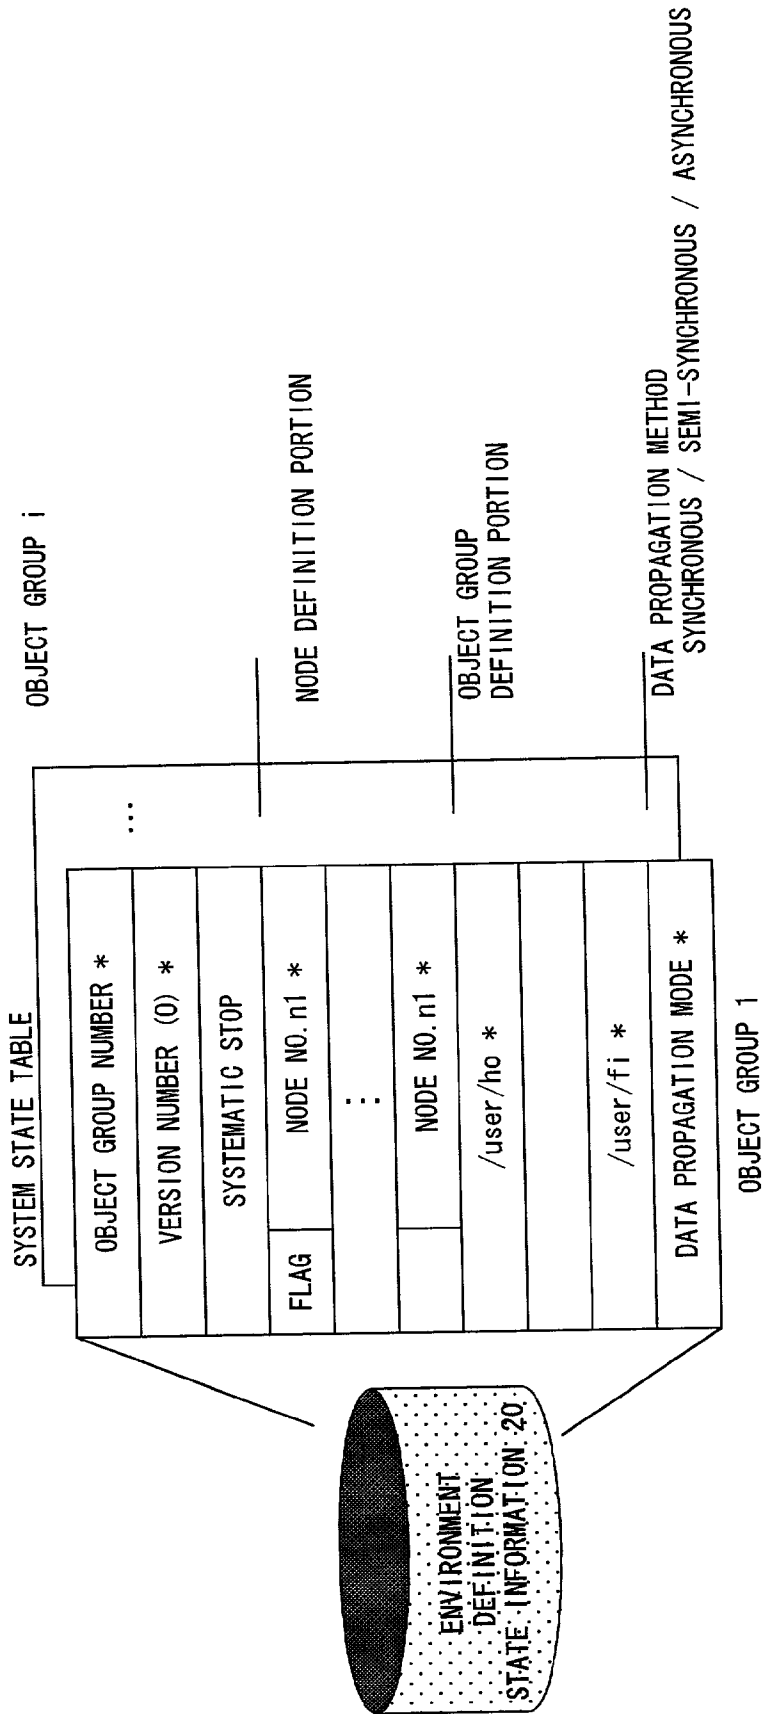 SYSTEM STATE TABLE
OBJECT GROUP i
OBJECT GROUP NUMBER *
...
VERSION NUMBER (0) *
SYSTEMATIC STOP
FLAG
NODE NO. n1 *
NODE DEFINITION PORTION
...
NODE NO. n1 *
/user/ho *
OBJECT GROUP
DEFINITION PORTION
/user/fi *
DATA PROPAGATION MODE *
DATA PROPAGATION METHOD
SYNCHRONOUS / SEMI-SYNCHRONOUS / ASYNCHRONOUS
OBJECT GROUP 1
ENVIRONMENT
DEFINITION
STATE INFORMATION 20